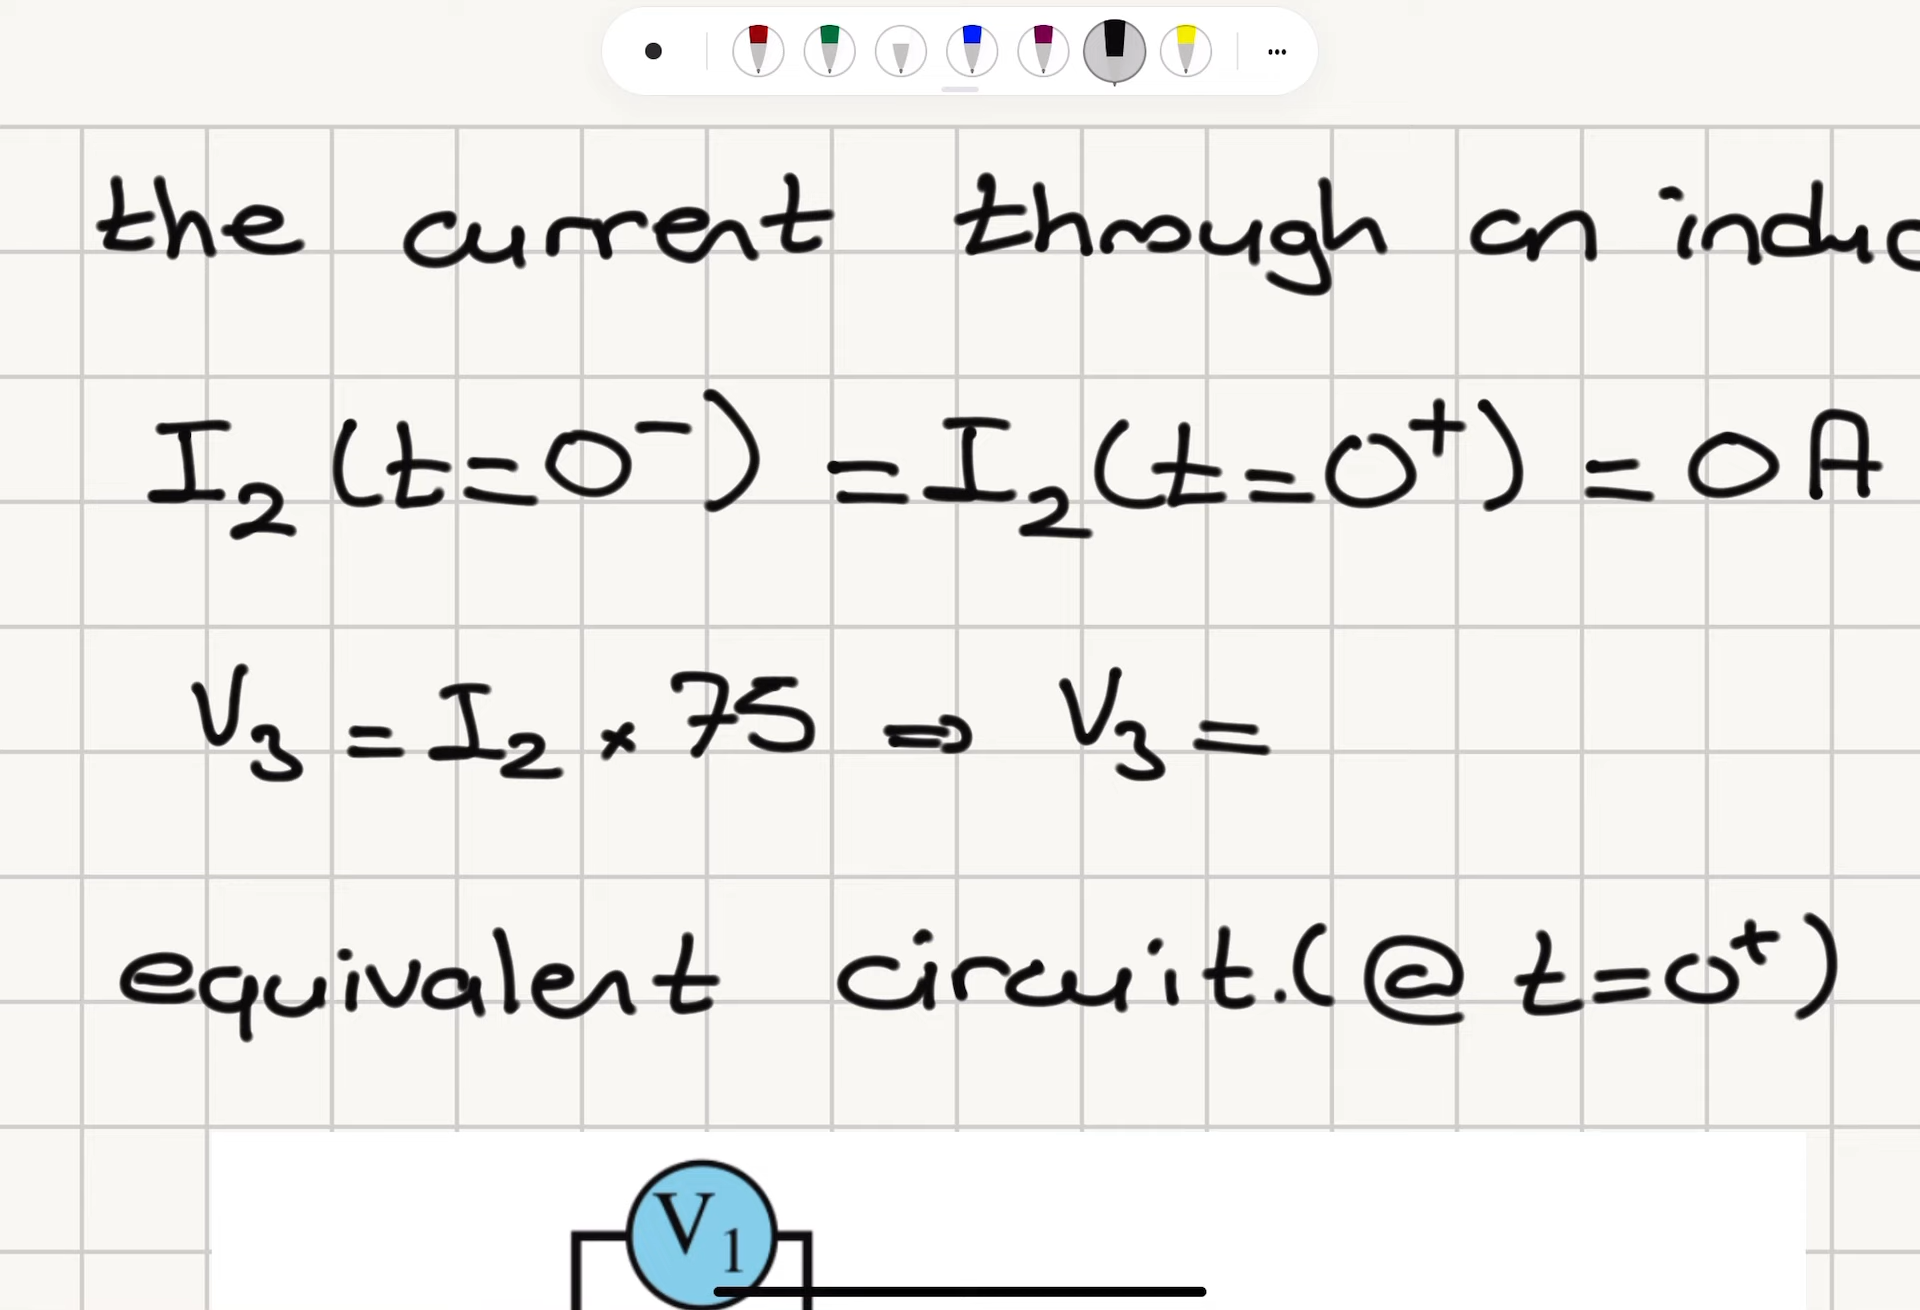 the current through an induc
I₂ (t=0⁻) = I₂ (t=0⁺) = 0 A
V₃ = I₂ × 75 ⇒ V₃ =
equivalent circuit. (@ t=0⁺)
V₁